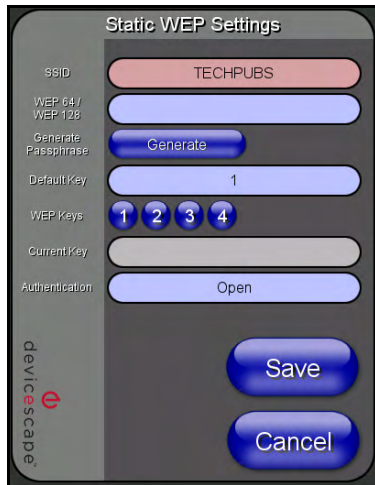 Static WEP Settings
SSID TECHPUBS
WEP 64 /
WEP 128
Generate
Passphrase Generate
Default Key 1
WEP Keys 1 2 3 4
Current Key
Authentication Open
Save
Cancel
devicescape